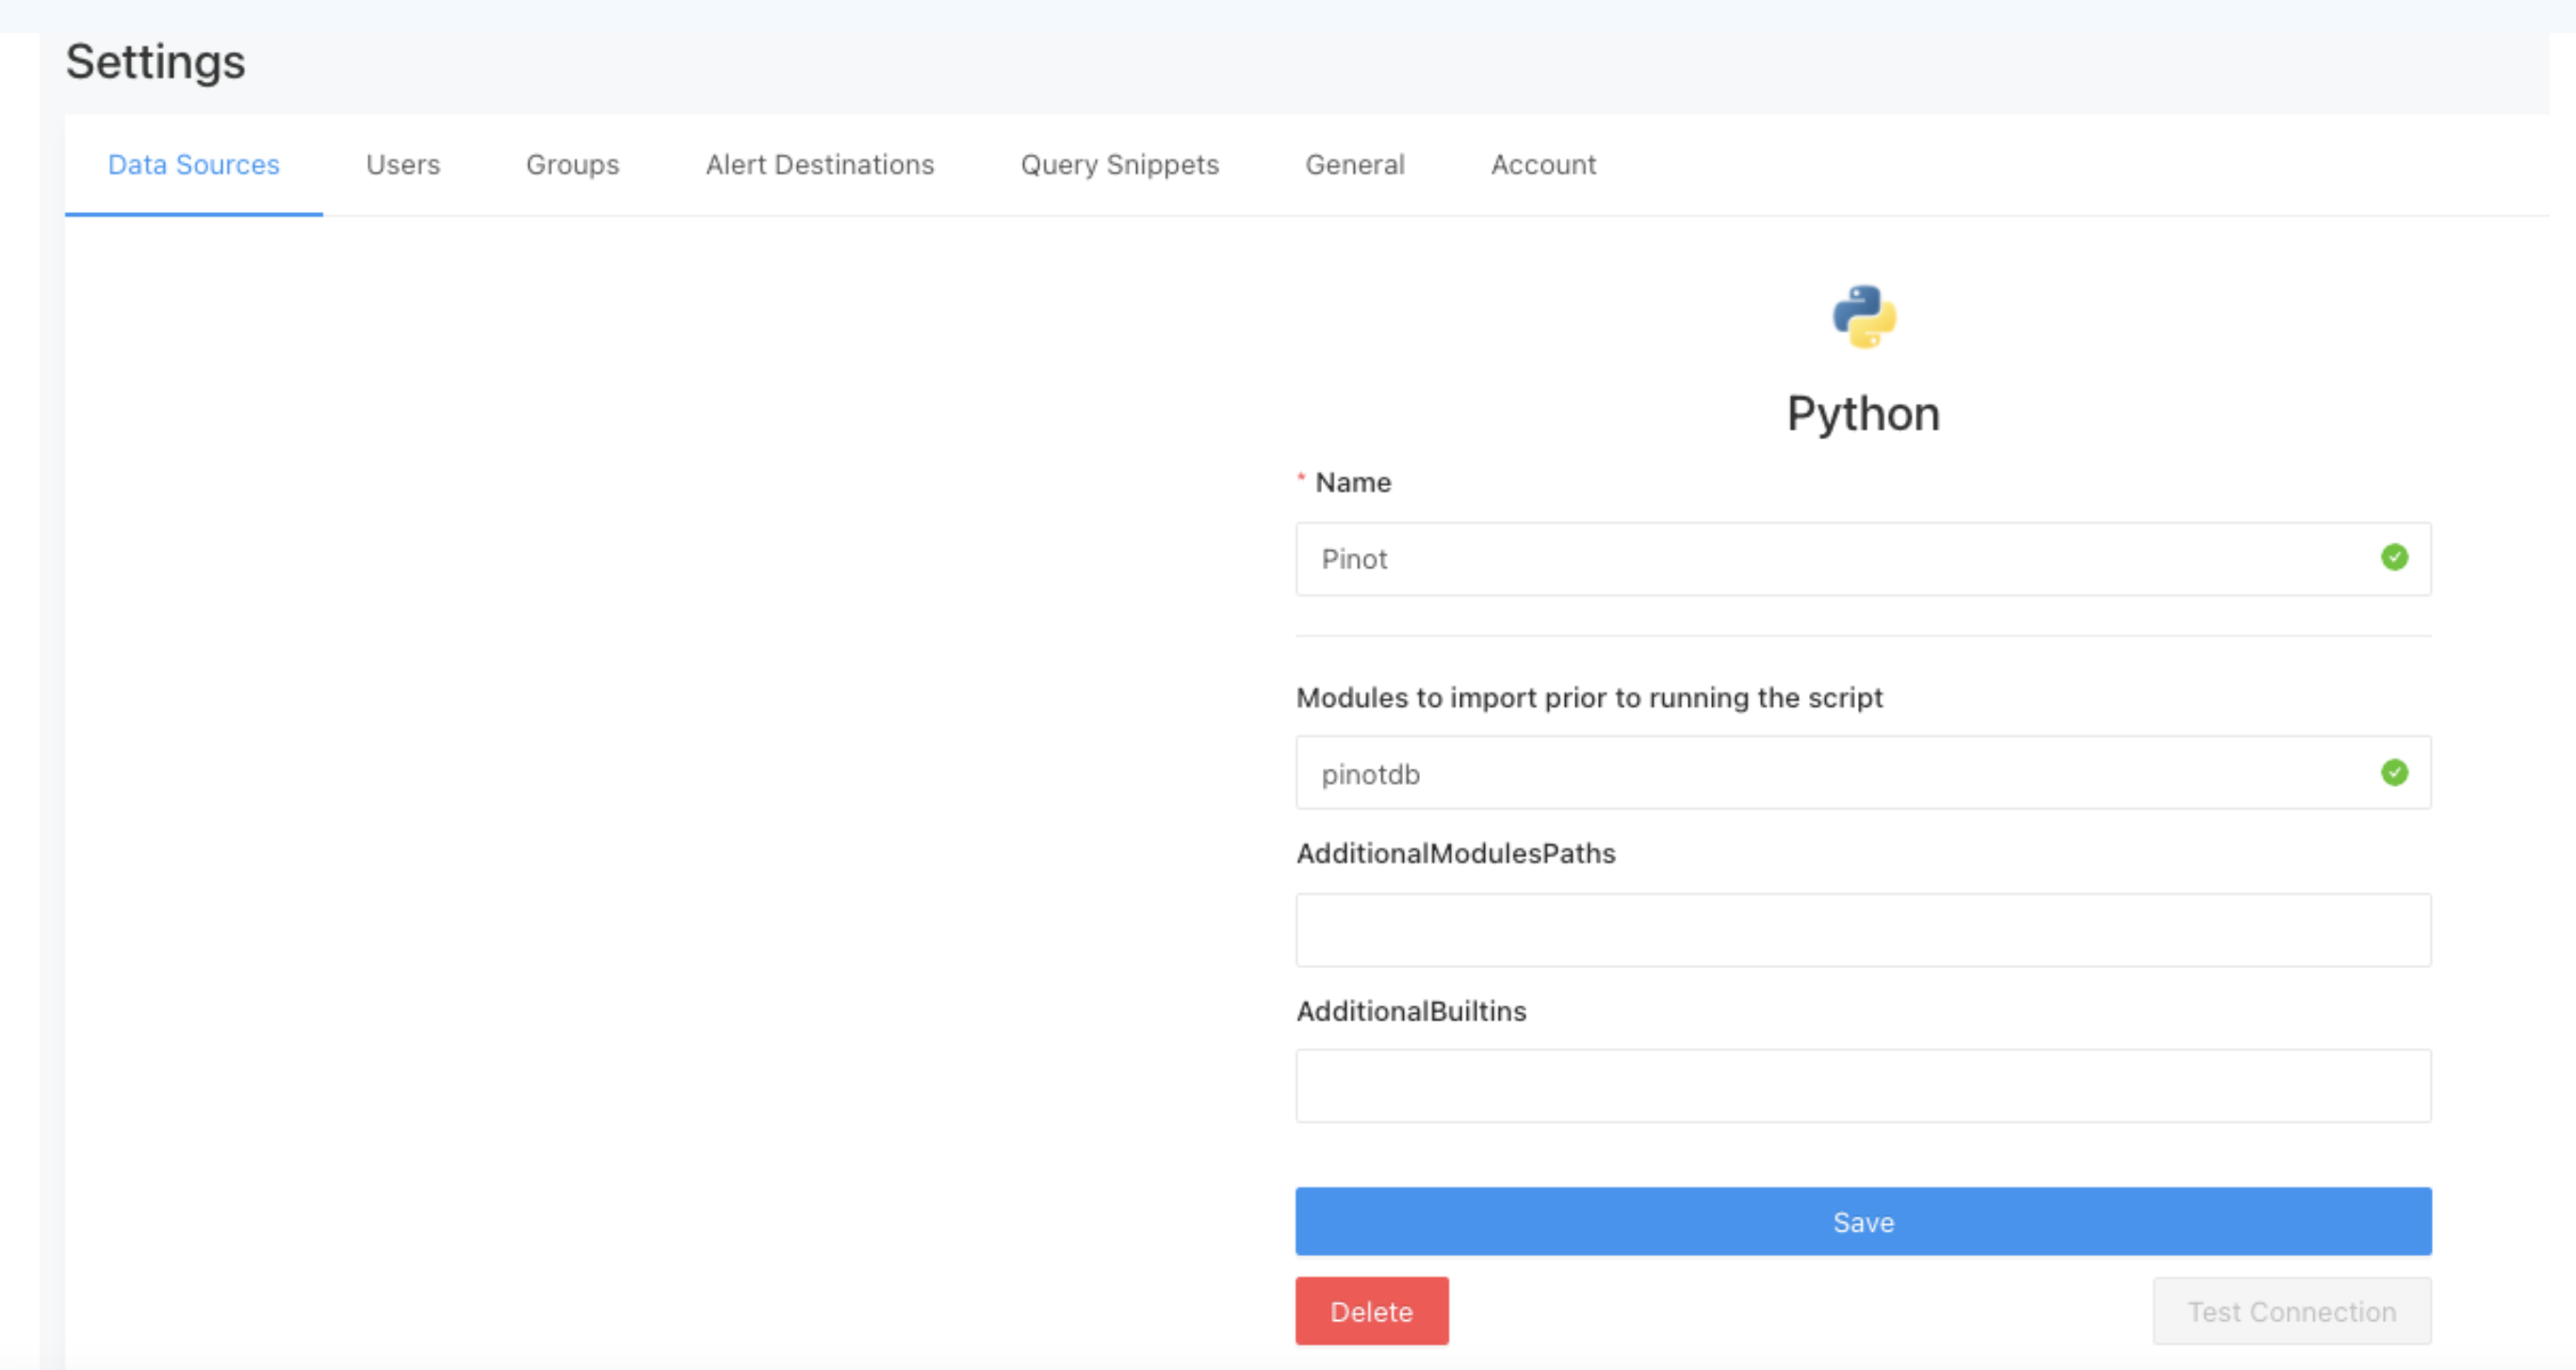 Settings
Data Sources Users Groups Alert Destinations Query Snippets General Account
Python
* Name
Pinot
Modules to import prior to running the script
pinotdb
AdditionalModulesPaths
AdditionalBuiltins
Save
Delete Test Connection